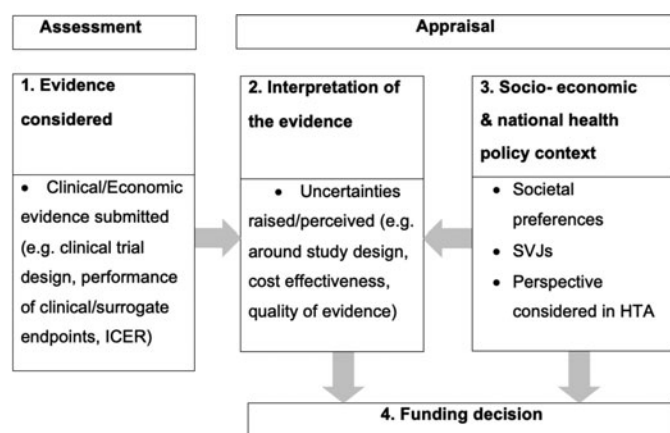 Assessment
Appraisal
1. Evidence
considered
• Clinical/Economic
evidence submitted
(e.g. clinical trial
design, performance
of clinical/surrogate
endpoints, ICER)
2. Interpretation of
the evidence
• Uncertainties
raised/perceived (e.g.
around study design,
cost effectiveness,
quality of evidence)
3. Socio- economic
& national health
policy context
• Societal
preferences
• SVJs
• Perspective
considered in HTA
4. Funding decision